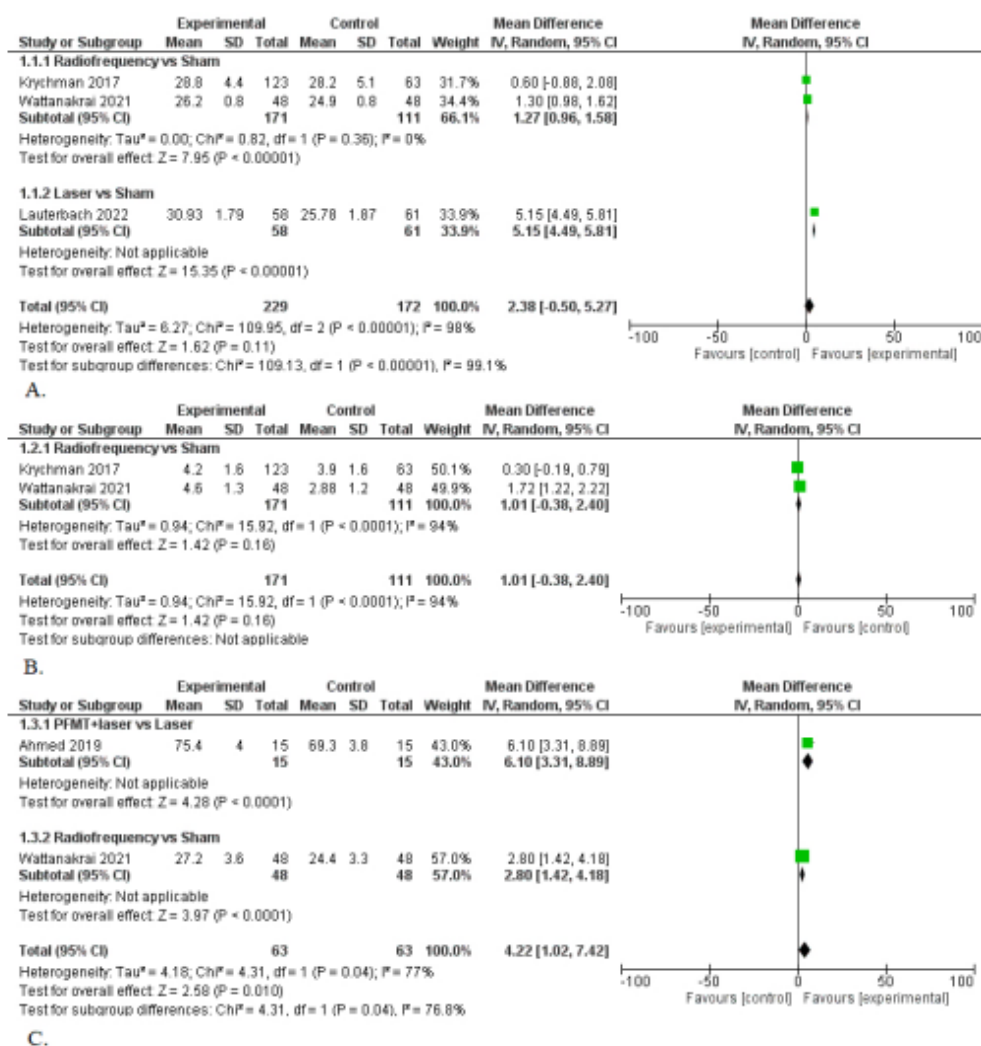 Experimental Control Mean Difference Mean Difference
Study or Subgroup Mean SD Total Mean SD Total Weight IV, Random, 95% CI IV, Random, 95% CI
1.1.1 Radiofrequency vs Sham
Krychman 2017 28.8 4.4 123 28.2 5.1 63 31.7% 0.60 [-0.88, 2.08]
Wattanakrai 2021 26.2 0.8 48 24.9 0.8 48 34.4% 1.30 [0.98, 1.62]
Subtotal (95% CI) 171 111 66.1% 1.27 [0.96, 1.58]
Heterogeneity: Tau² = 0.00; Chi² = 0.82, df = 1 (P = 0.36); I² = 0%
Test for overall effect: Z = 7.95 (P < 0.00001)
1.1.2 Laser vs Sham
Lauterbach 2022 30.93 1.79 58 25.78 1.87 61 33.9% 5.15 [4.49, 5.81]
Subtotal (95% CI) 58 61 33.9% 5.15 [4.49, 5.81]
Heterogeneity: Not applicable
Test for overall effect: Z = 15.35 (P < 0.00001)
Total (95% CI) 229 172 100.0% 2.38 [-0.50, 5.27]
Heterogeneity: Tau² = 6.27; Chi² = 109.95, df = 2 (P < 0.00001); I² = 98%
Test for overall effect: Z = 1.62 (P = 0.11)
Test for subgroup differences: Chi² = 109.13, df = 1 (P < 0.00001), I² = 99.1%
-100 -50 0 50 100
Favours [control] Favours [experimental]
A.
Experimental Control Mean Difference Mean Difference
Study or Subgroup Mean SD Total Mean SD Total Weight IV, Random, 95% CI IV, Random, 95% CI
1.2.1 Radiofrequency vs Sham
Krychman 2017 4.2 1.6 123 3.9 1.6 63 50.1% 0.30 [-0.19, 0.79]
Wattanakrai 2021 4.6 1.3 48 2.88 1.2 48 49.9% 1.72 [1.22, 2.22]
Subtotal (95% CI) 171 111 100.0% 1.01 [-0.38, 2.40]
Heterogeneity: Tau² = 0.94; Chi² = 15.92, df = 1 (P < 0.0001); I² = 94%
Test for overall effect: Z = 1.42 (P = 0.16)
Total (95% CI) 171 111 100.0% 1.01 [-0.38, 2.40]
Heterogeneity: Tau² = 0.94; Chi² = 15.92, df = 1 (P < 0.0001); I² = 94%
Test for overall effect: Z = 1.42 (P = 0.16)
Test for subgroup differences: Not applicable
-100 -50 0 50 100
Favours [experimental] Favours [control]
B.
Experimental Control Mean Difference Mean Difference
Study or Subgroup Mean SD Total Mean SD Total Weight IV, Random, 95% CI IV, Random, 95% CI
1.3.1 PFMT+laser vs Laser
Ahmed 2019 75.4 4 15 69.3 3.8 15 43.0% 6.10 [3.31, 8.89]
Subtotal (95% CI) 15 15 43.0% 6.10 [3.31, 8.89]
Heterogeneity: Not applicable
Test for overall effect: Z = 4.28 (P < 0.0001)
1.3.2 Radiofrequency vs Sham
Wattanakrai 2021 27.2 3.6 48 24.4 3.3 48 57.0% 2.80 [1.42, 4.18]
Subtotal (95% CI) 48 48 57.0% 2.80 [1.42, 4.18]
Heterogeneity: Not applicable
Test for overall effect: Z = 3.97 (P < 0.0001)
Total (95% CI) 63 63 100.0% 4.22 [1.02, 7.42]
Heterogeneity: Tau² = 4.18; Chi² = 4.31, df = 1 (P = 0.04); I² = 77%
Test for overall effect: Z = 2.58 (P = 0.010)
Test for subgroup differences: Chi² = 4.31, df = 1 (P = 0.04), I² = 76.8%
-100 -50 0 50 100
Favours [control] Favours [experimental]
C.